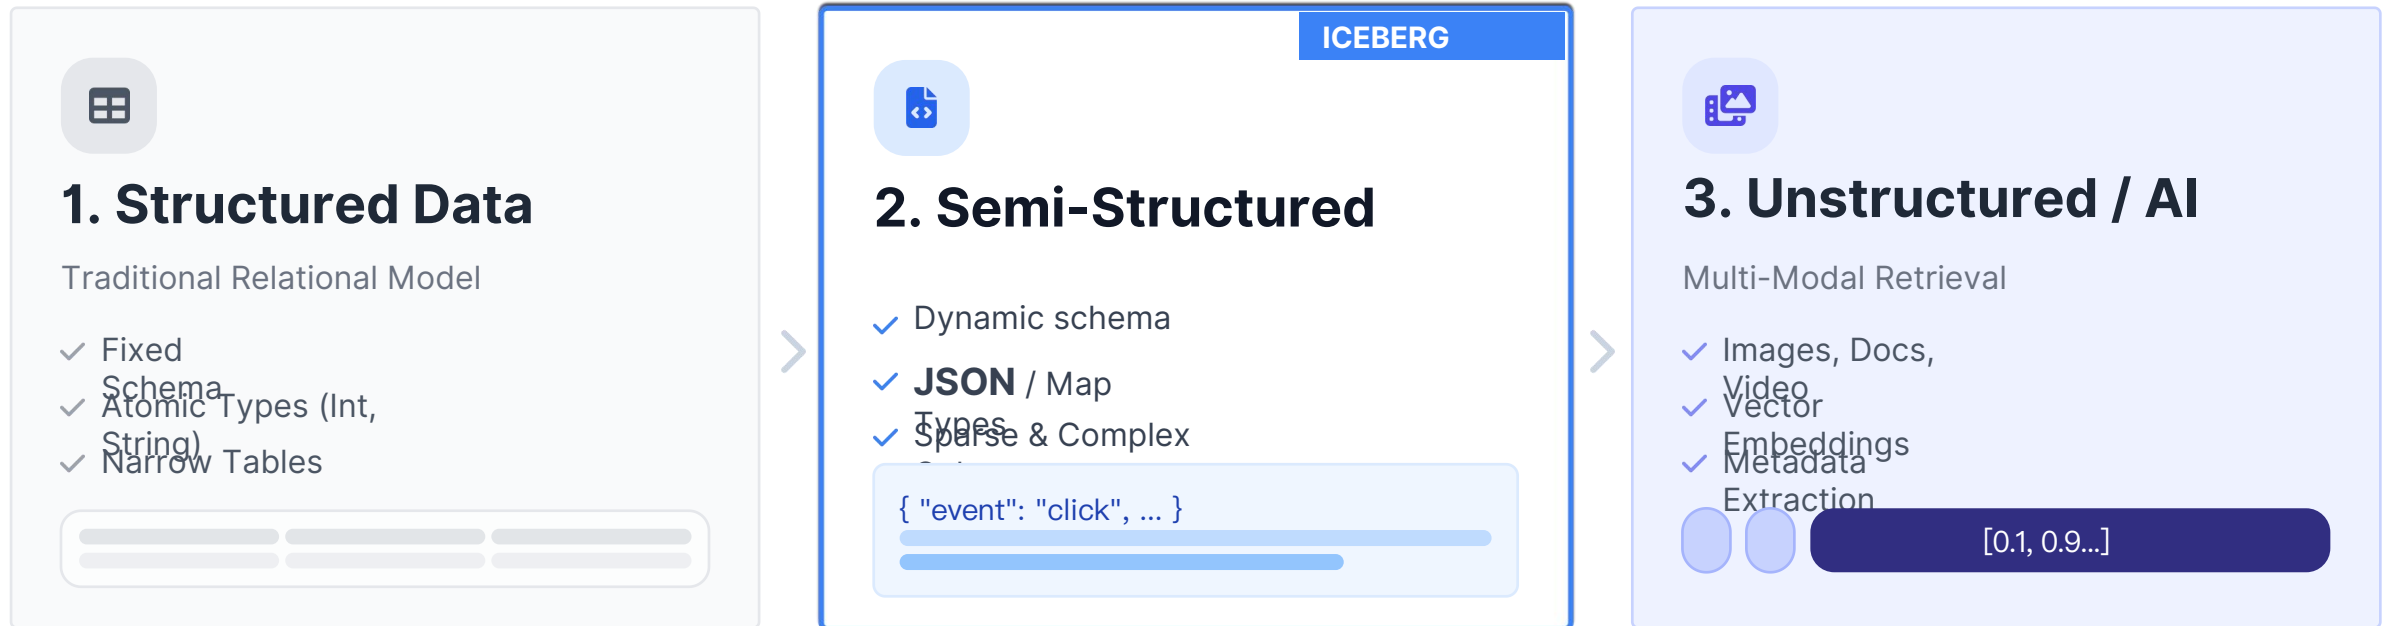 1. Structured Data
Traditional Relational Model
Fixed
Schema
Atomic Types (Int,
String)
Narrow Tables
ICEBERG
2. Semi-Structured
Dynamic schema
JSON / Map
Types
Sparse & Complex
{ "event": "click", ... }
3. Unstructured / AI
Multi-Modal Retrieval
Images, Docs,
Video
Vector
Embeddings
Metadata
Extraction
[0.1, 0.9...]